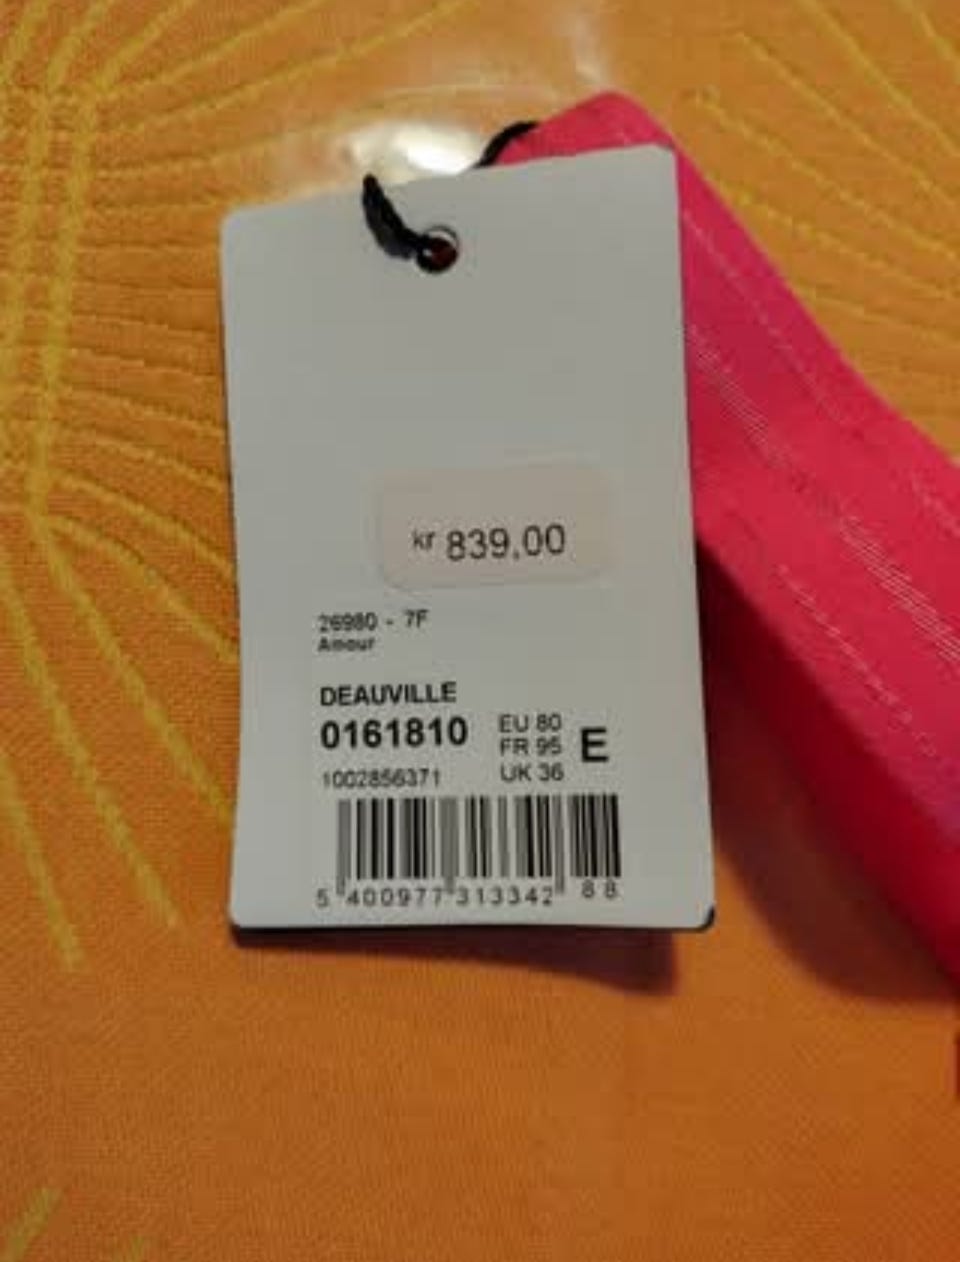 kr 839,00
26980 - 7F
Amour
DEAUVILLE
0161810
EU 80
FR 95
UK 36
E
1002856371
5 400977 313342 88